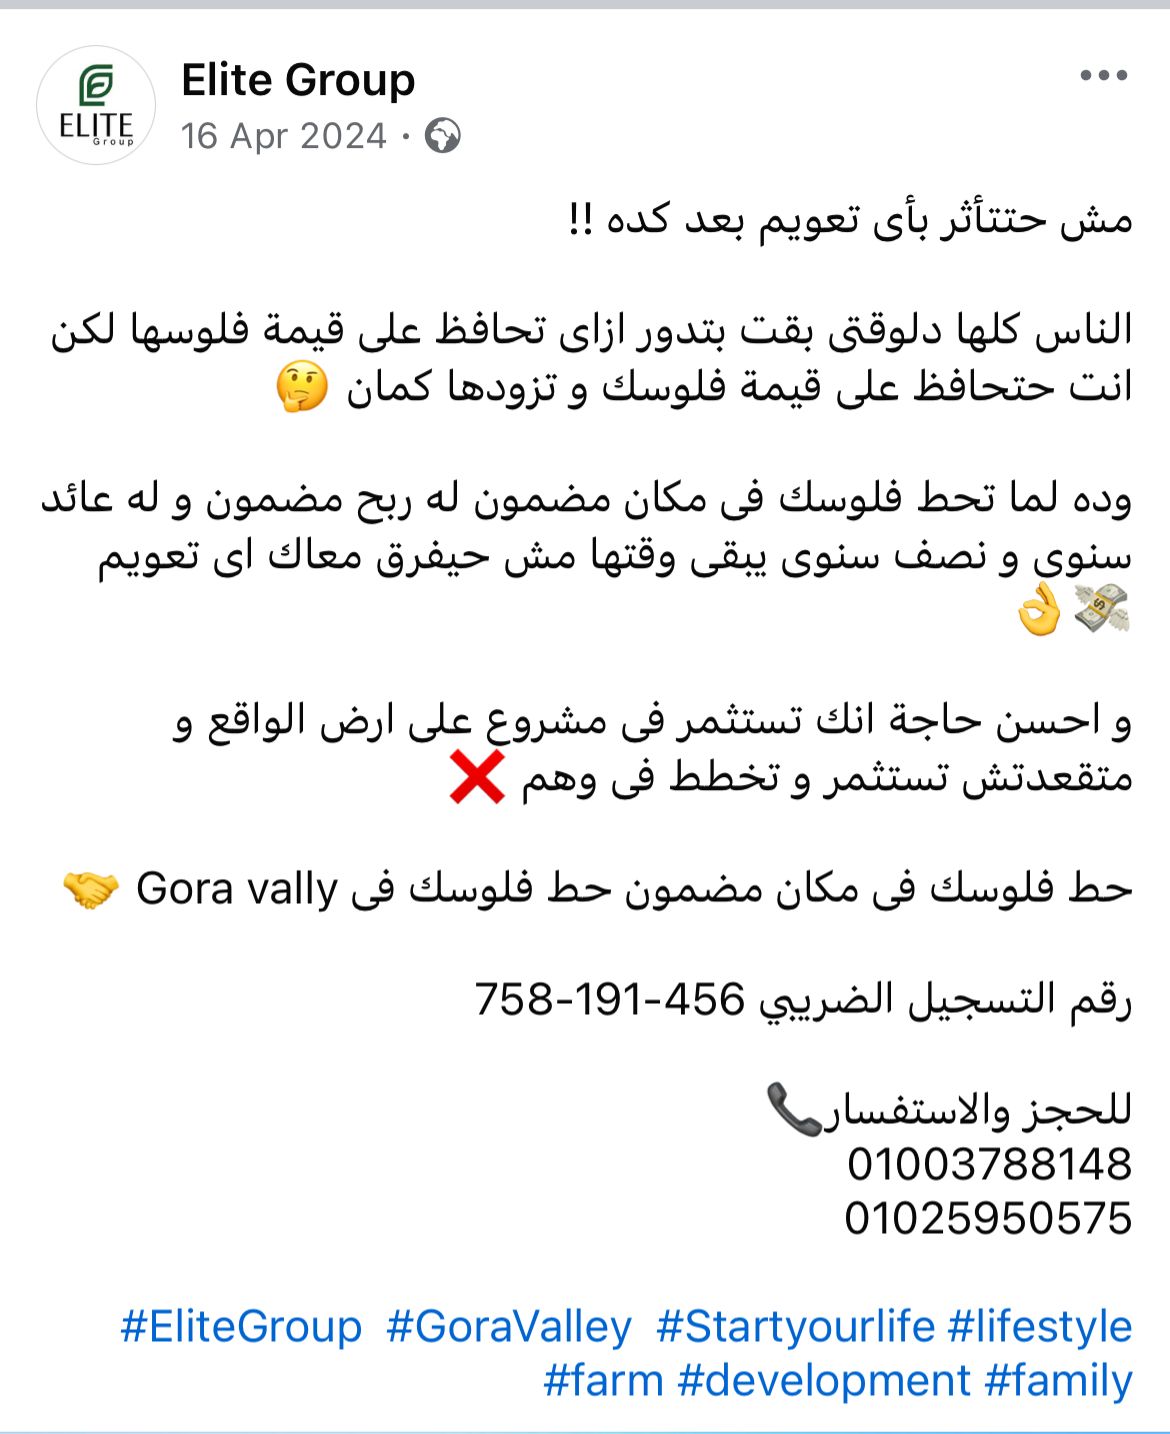 ELITE
Group
Elite Group
16 Apr 2024 ·
مش حتتأثر بأى تعويم بعد كده !!
الناس كلها دلوقتى بقت بتدور ازاى تحافظ على قيمة فلوسها لكن
انت حتحافظ على قيمة فلوسك و تزودها كمان 🤔
وده لما تحط فلوسك فى مكان مضمون له ربح مضمون و له عائد
سنوى و نصف سنوى يبقى وقتها مش حيفرق معاك اى تعويم
💸👌
و احسن حاجة انك تستثمر فى مشروع على ارض الواقع و
متقعدتش تستثمر و تخطط فى وهم ❌
حط فلوسك فى مكان مضمون حط فلوسك فى Gora vally 🤝
رقم التسجيل الضريبي 456-191-758
للحجز والاستفسار📞
01003788148
01025950575
#EliteGroup #GoraValley #Startyourlife #lifestyle
#farm #development #family